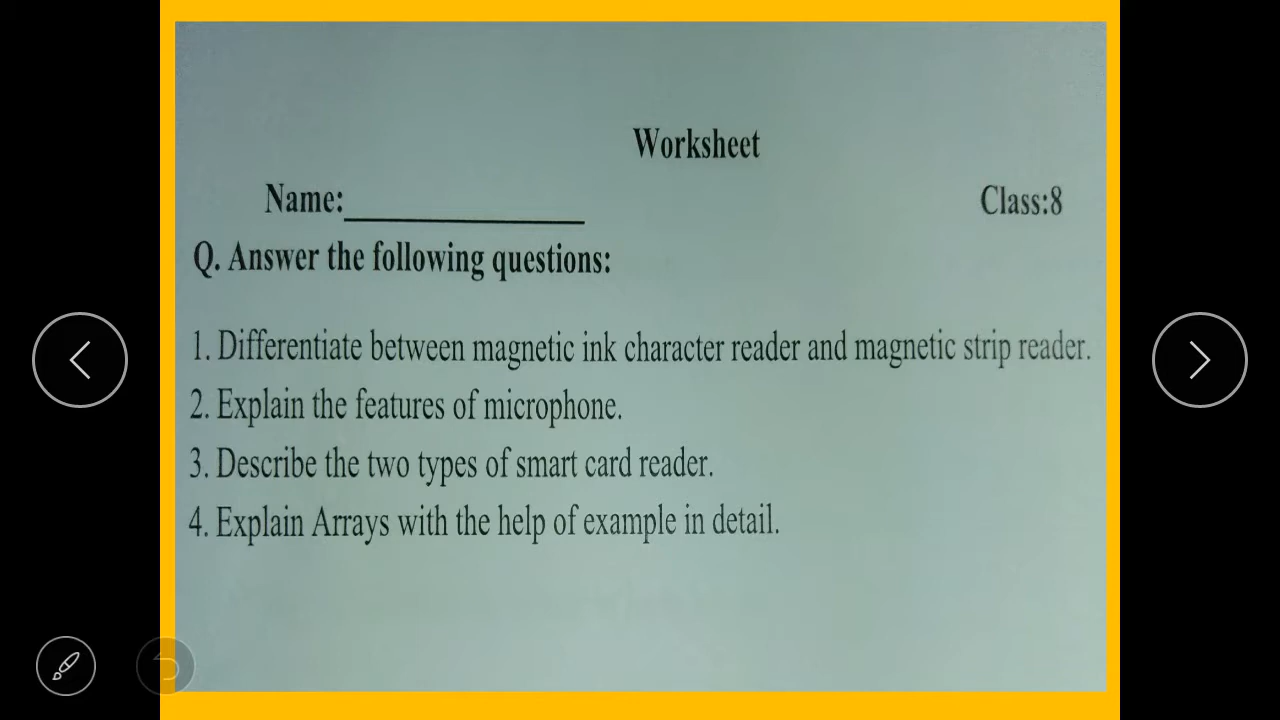 Worksheet
Name:____________ Class:8
Q. Answer the following questions:
1. Differentiate between magnetic ink character reader and magnetic strip reader.
2. Explain the features of microphone.
3. Describe the two types of smart card reader.
4. Explain Arrays with the help of example in detail.